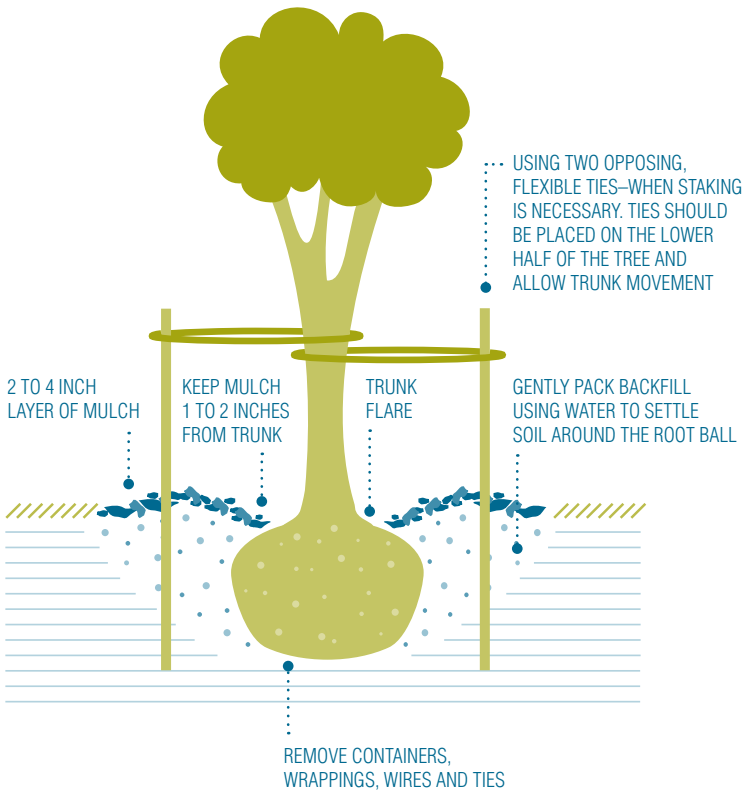 USING TWO OPPOSING,
FLEXIBLE TIES–WHEN STAKING
IS NECESSARY. TIES SHOULD
BE PLACED ON THE LOWER
HALF OF THE TREE AND
ALLOW TRUNK MOVEMENT
2 TO 4 INCH
LAYER OF MULCH
KEEP MULCH
1 TO 2 INCHES
FROM TRUNK
TRUNK
FLARE
GENTLY PACK BACKFILL
USING WATER TO SETTLE
SOIL AROUND THE ROOT BALL
REMOVE CONTAINERS,
WRAPPINGS, WIRES AND TIES